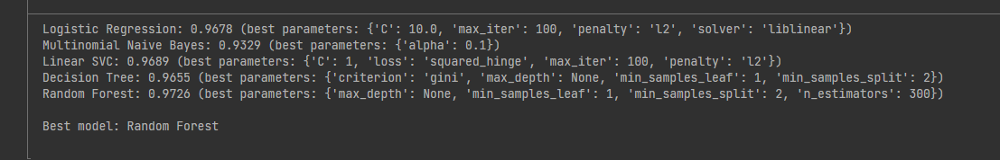 Logistic Regression: 0.9678 (best parameters: {'C': 10.0, 'max_iter': 100, 'penalty': 'l2', 'solver': 'liblinear'})
Multinomial Naive Bayes: 0.9329 (best parameters: {'alpha': 0.1})
Linear SVC: 0.9689 (best parameters: {'C': 1, 'loss': 'squared_hinge', 'max_iter': 100, 'penalty': 'l2'})
Decision Tree: 0.9655 (best parameters: {'criterion': 'gini', 'max_depth': None, 'min_samples_leaf': 1, 'min_samples_split': 2})
Random Forest: 0.9726 (best parameters: {'max_depth': None, 'min_samples_leaf': 1, 'min_samples_split': 2, 'n_estimators': 300})
Best model: Random Forest